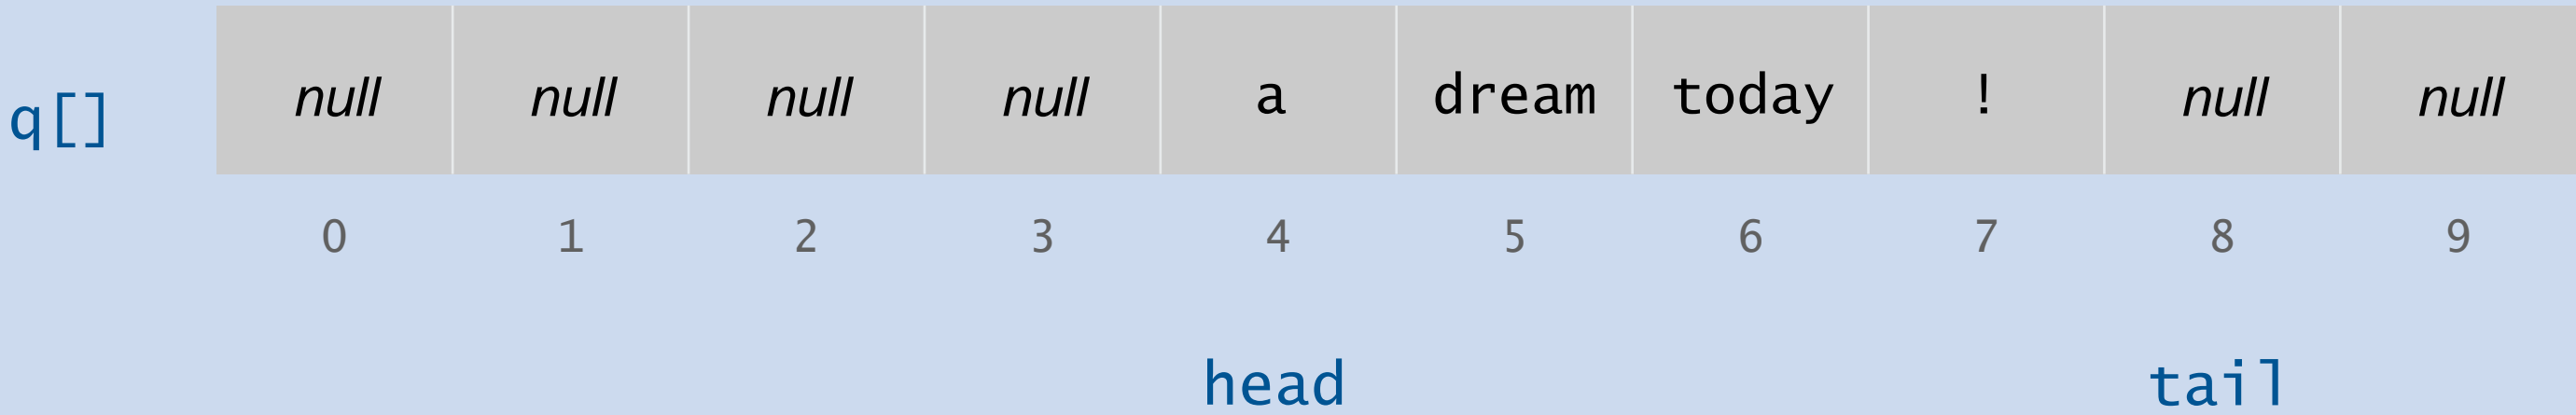 q[] null null null null a dream today ! null null
0 1 2 3 4 5 6 7 8 9
head tail